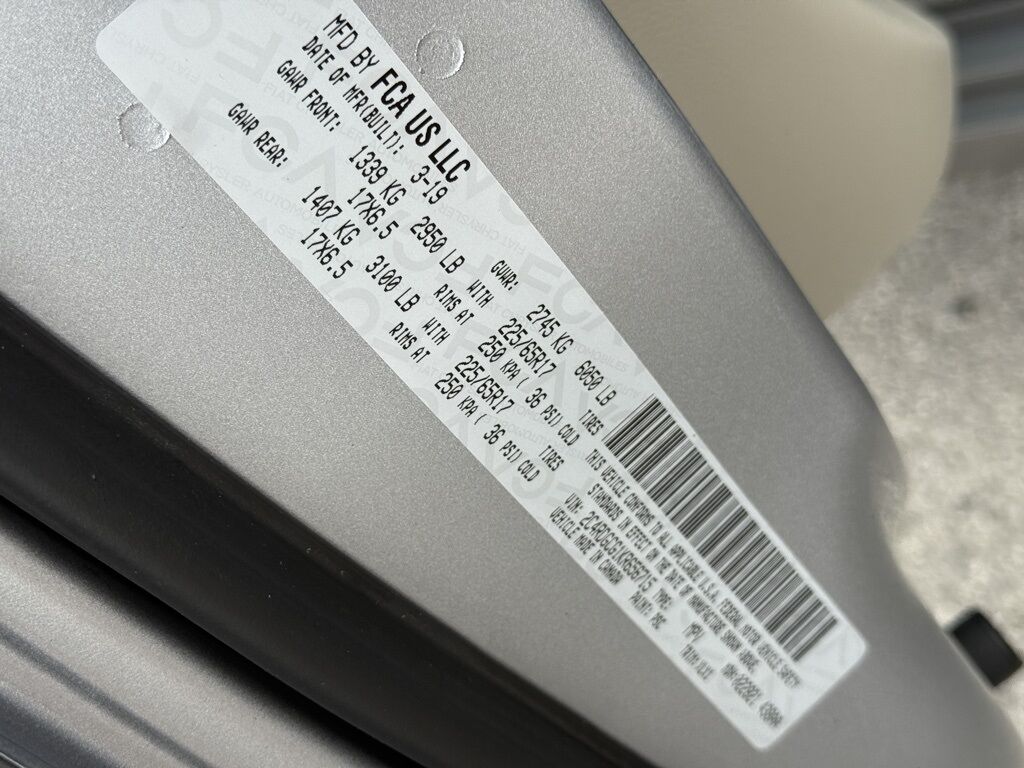 MFD BY FCA US LLC
DATE OF MFR(BUILT): 3-19 GVWR: 2745 KG 6050 LB
GAWR FRONT: 1339 KG 2950 LB WITH 225/65R17 TIRES
17X6.5 RIMS AT 250 KPA ( 36 PSI) COLD
GAWR REAR: 1407 KG 3100 LB WITH 225/65R17 TIRES
17X6.5 RIMS AT 250 KPA ( 36 PSI) COLD
THIS VEHICLE CONFORMS TO ALL APPLICABLE U.S.A. FEDERAL MOTOR VEHICLE SAFETY
STANDARDS IN EFFECT ON THE DATE OF MANUFACTURE SHOWN ABOVE.
VIN: TYPE: MPV
VEHICLE MADE IN CANADA PAINT: